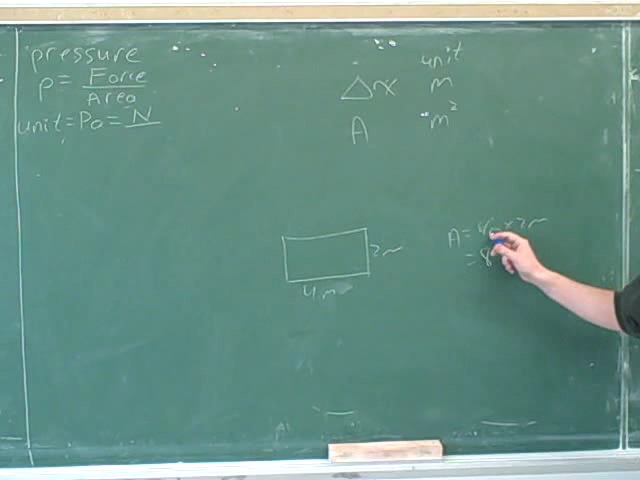 pressure
p = Force / Area
unit = Pa = N
unit
Δx m
A m²
2m
4m
A = 4m × 2m
= 8